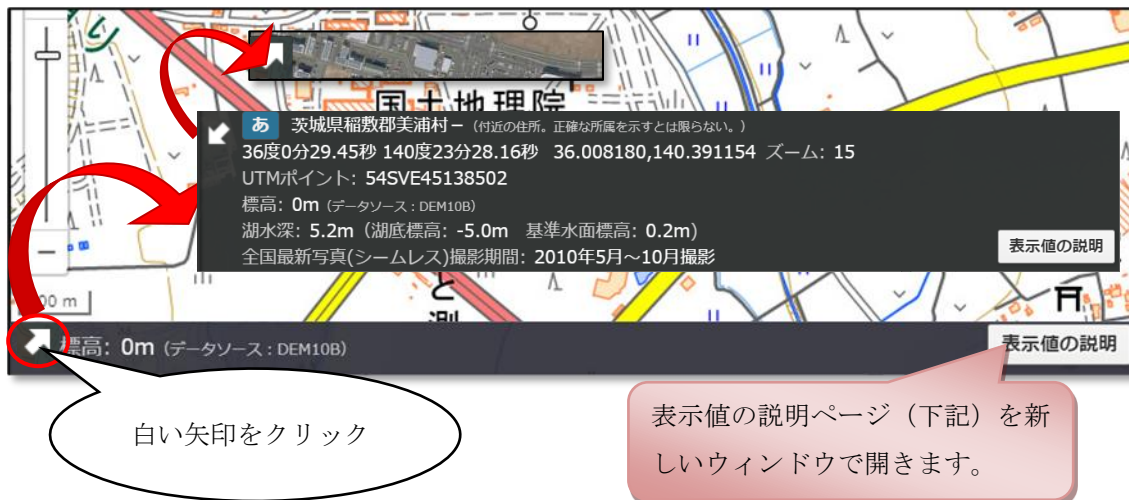 国土地理院
あ 茨城県稲敷郡美浦村－（付近の住所。正確な所属を示すとは限らない。）
36度0分29.45秒 140度23分28.16秒 36.008180,140.391154 ズーム: 15
UTMポイント: 54SVE45138502
標高: 0m（データソース：DEM10B）
湖水深: 5.2m（湖底標高: -5.0m 基準水面標高: 0.2m）
全国最新写真(シームレス)撮影期間: 2010年5月～10月撮影
表示値の説明
と
測
00 m
標高: 0m（データソース：DEM10B）
表示値の説明
白い矢印をクリック
表示値の説明ページ（下記）を新
しいウィンドウで開きます。